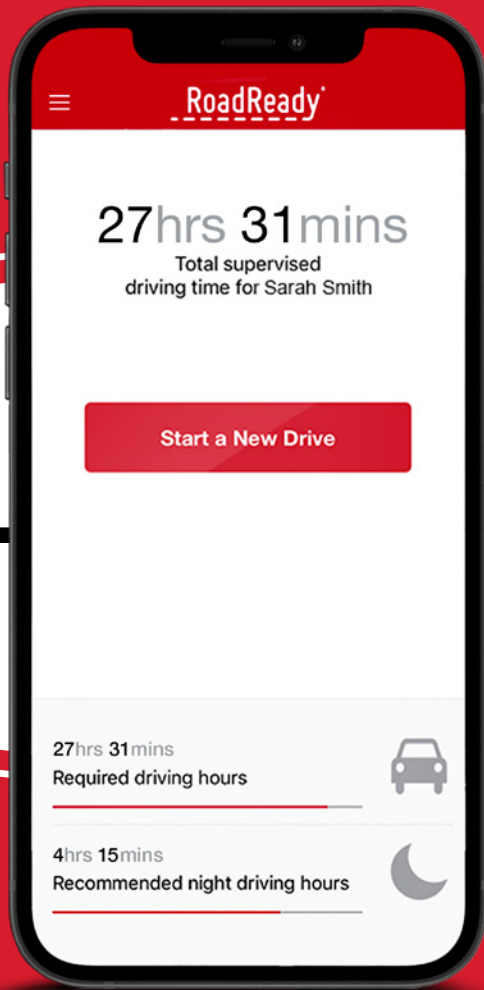 RoadReady
27hrs 31mins
Total supervised
driving time for Sarah Smith
Start a New Drive
27hrs 31mins
Required driving hours
4hrs 15mins
Recommended night driving hours